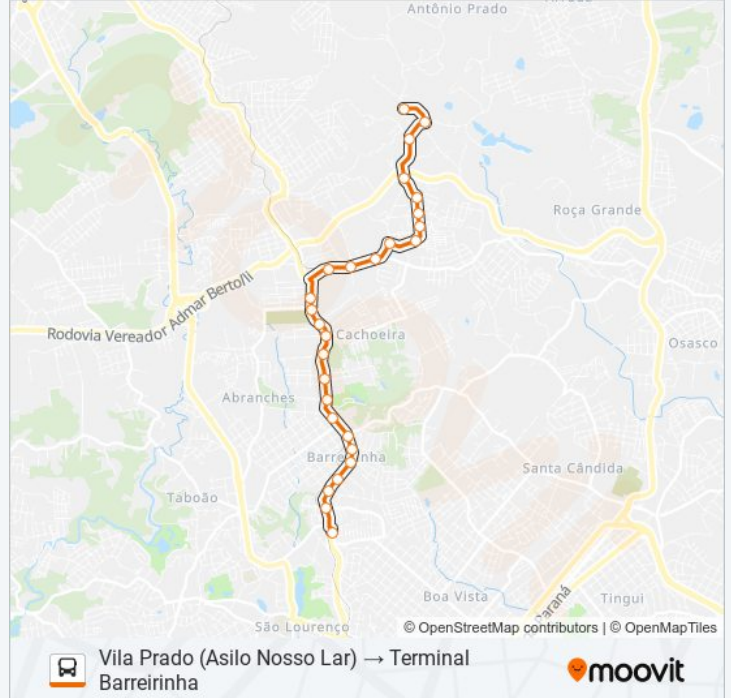 Antônio Prado
Roça Grande
Rodovia Vereador Admar Bertolli
Cachoeira
Osasco
Abranches
Barreirinha
Santa Cândida
Taboão
Boa Vista
Paraná
Tingui
São Lourenço
© OpenStreetMap contributors | © OpenMapTiles
Vila Prado (Asilo Nosso Lar) → Terminal
Barreirinha
moovit